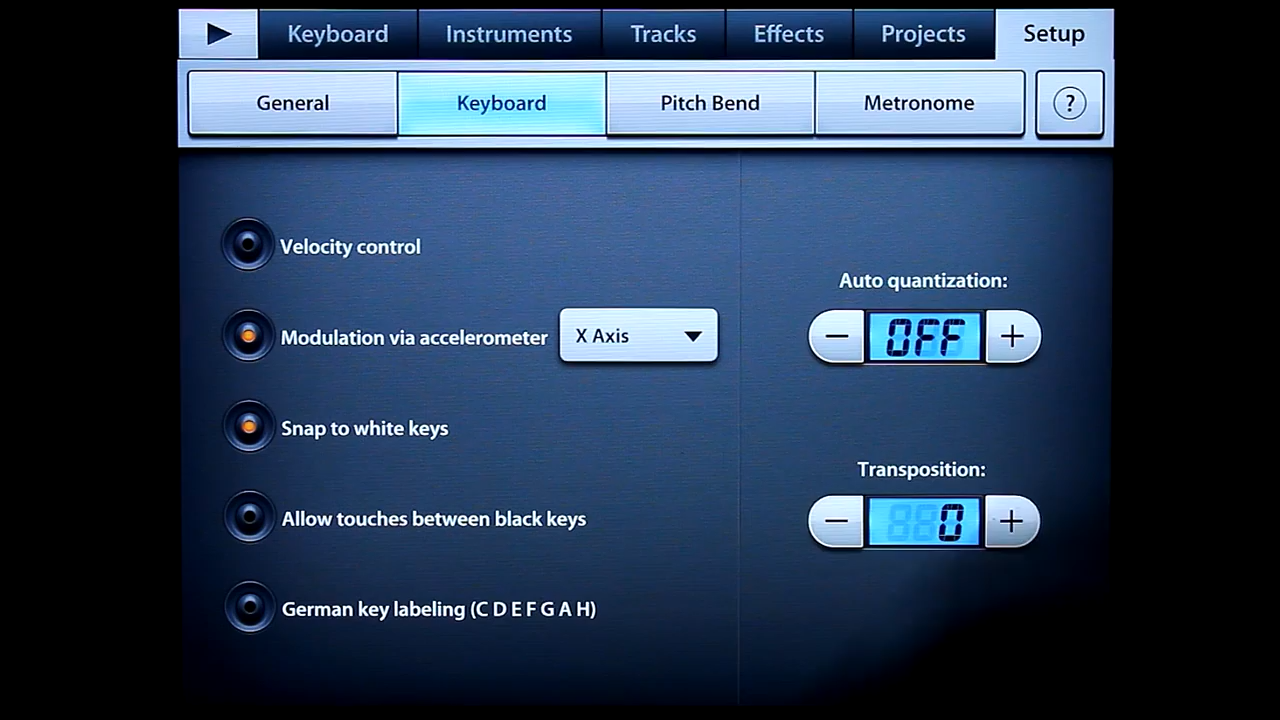 Keyboard Instruments Tracks Effects Projects Setup
General Keyboard Pitch Bend Metronome ?
Velocity control
Auto quantization:
Modulation via accelerometer X Axis − OFF +
Snap to white keys
Transposition:
Allow touches between black keys − 0 +
German key labeling (C D E F G A H)